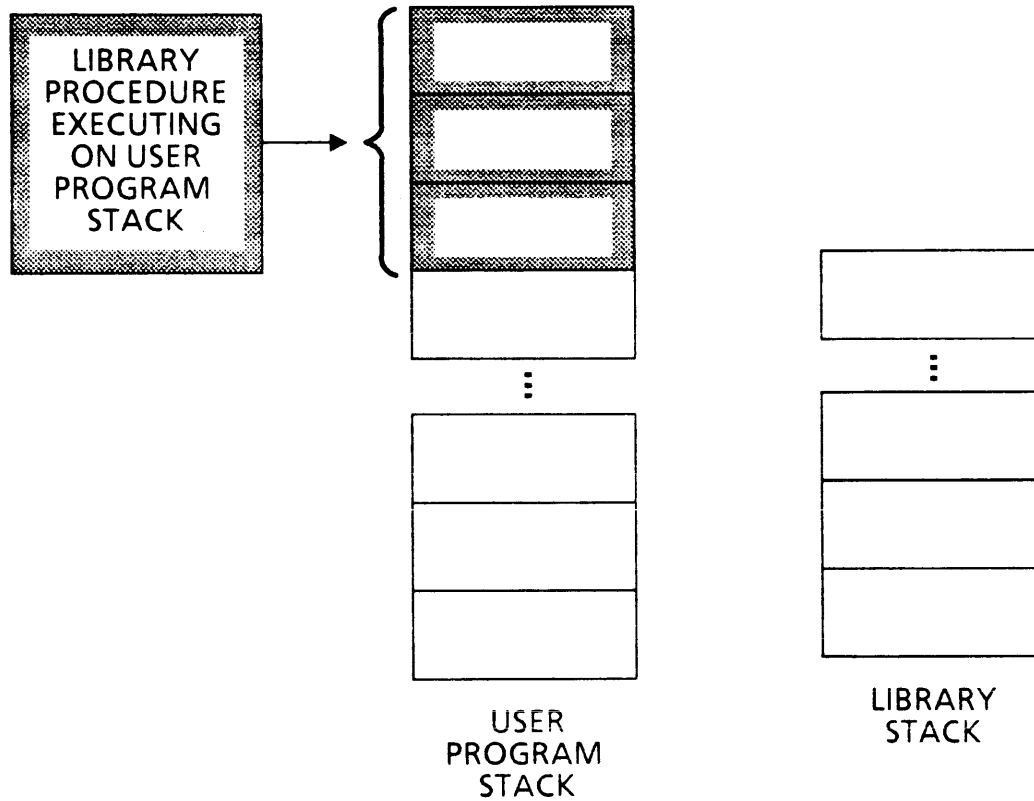 LIBRARY
PROCEDURE
EXECUTING
ON USER
PROGRAM
STACK
USER
PROGRAM
STACK
LIBRARY
STACK